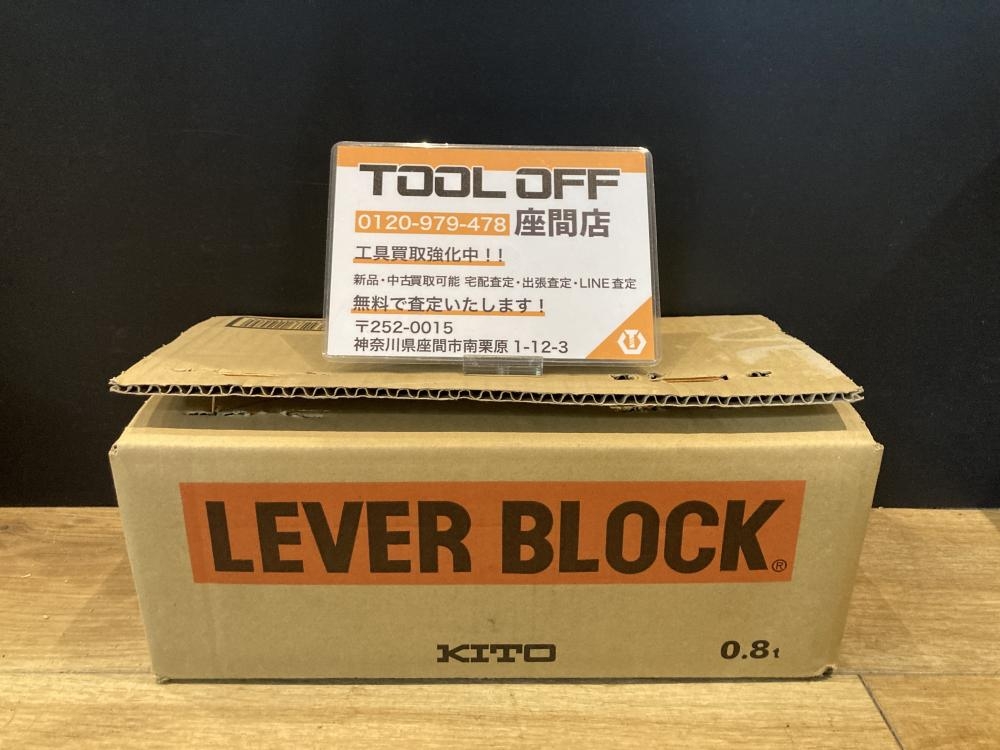 TOOL OFF
0120-979-478 座間店
工具買取強化中！！
新品・中古買取可能 宅配査定・出張査定・LINE査定
無料で査定いたします！
〒252-0015
神奈川県座間市南栗原 1-12-3
LEVER BLOCK®
KITO
0.8t